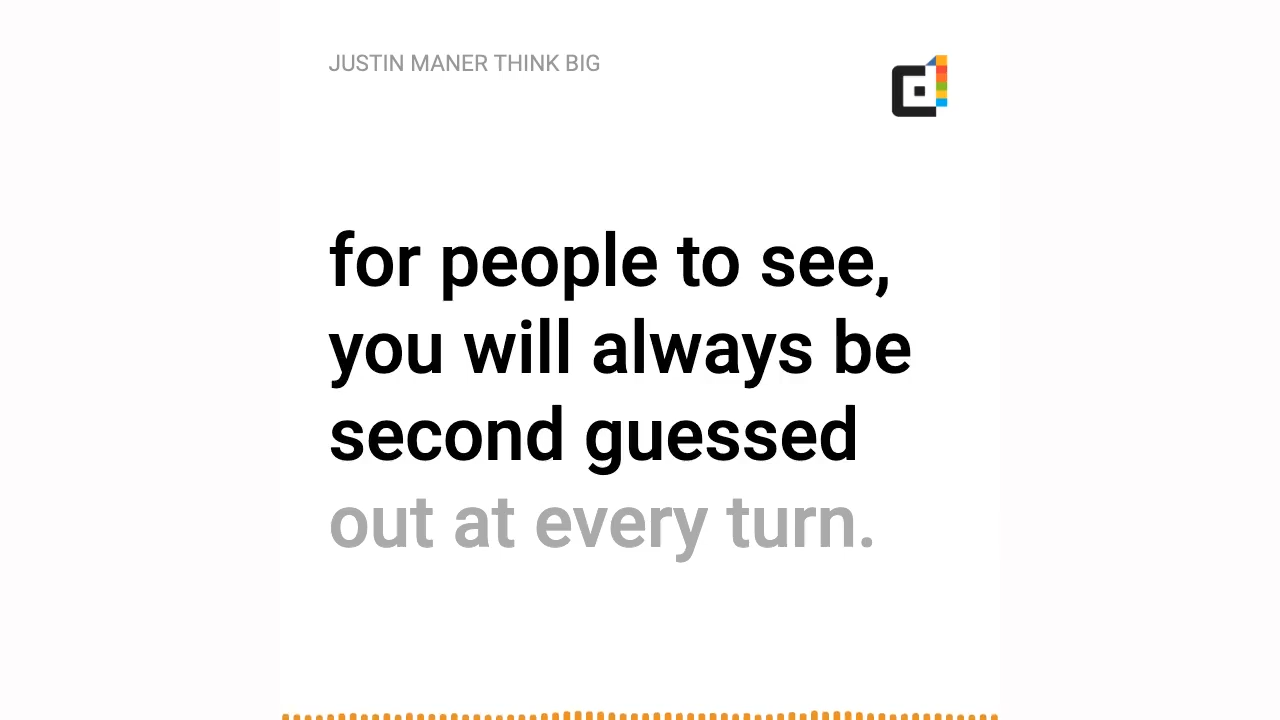 JUSTIN MANER THINK BIG
for people to see,
you will always be
second guessed
out at every turn.